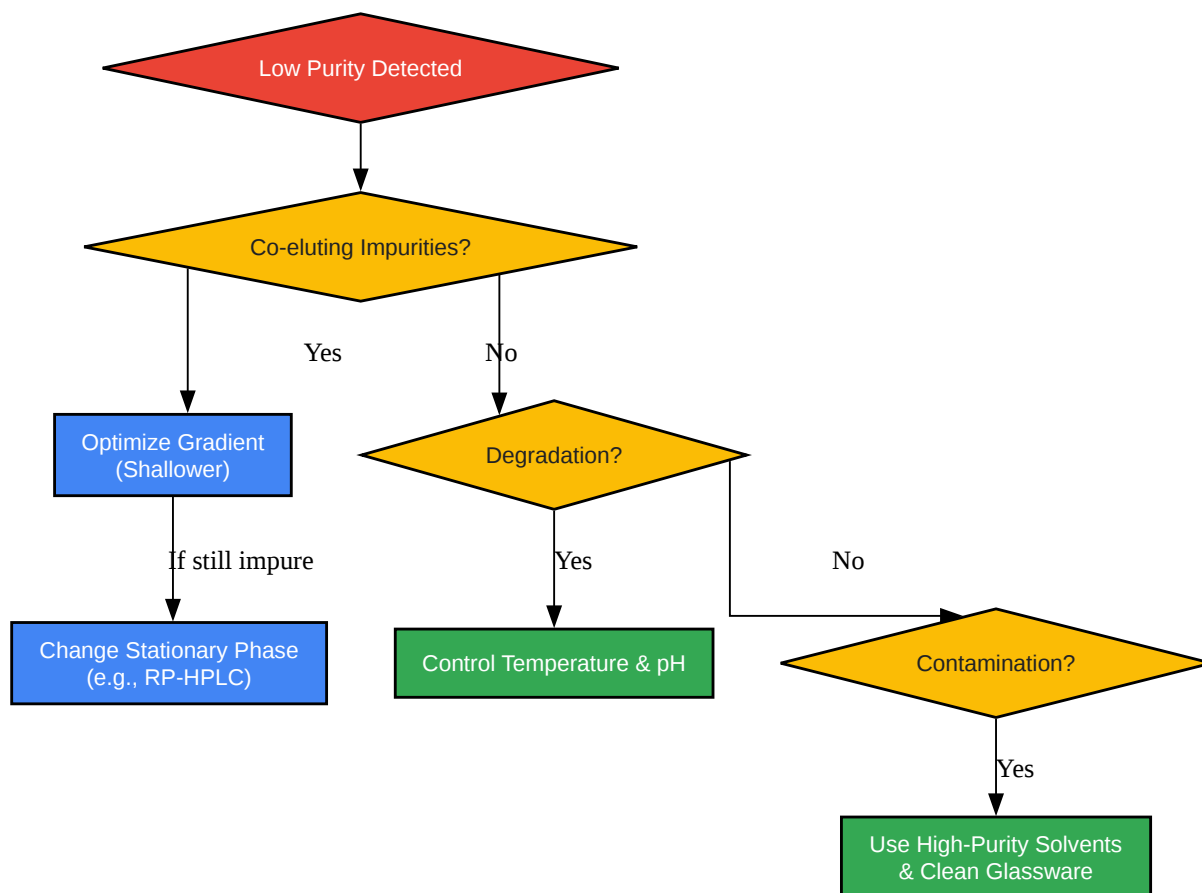 Low Purity Detected
Co-eluting Impurities?
Yes
No
Optimize Gradient
(Shallower)
Degradation?
If still impure
Yes
No
Change Stationary Phase
(e.g., RP-HPLC)
Control Temperature & pH
Contamination?
Yes
Use High-Purity Solvents
& Clean Glassware